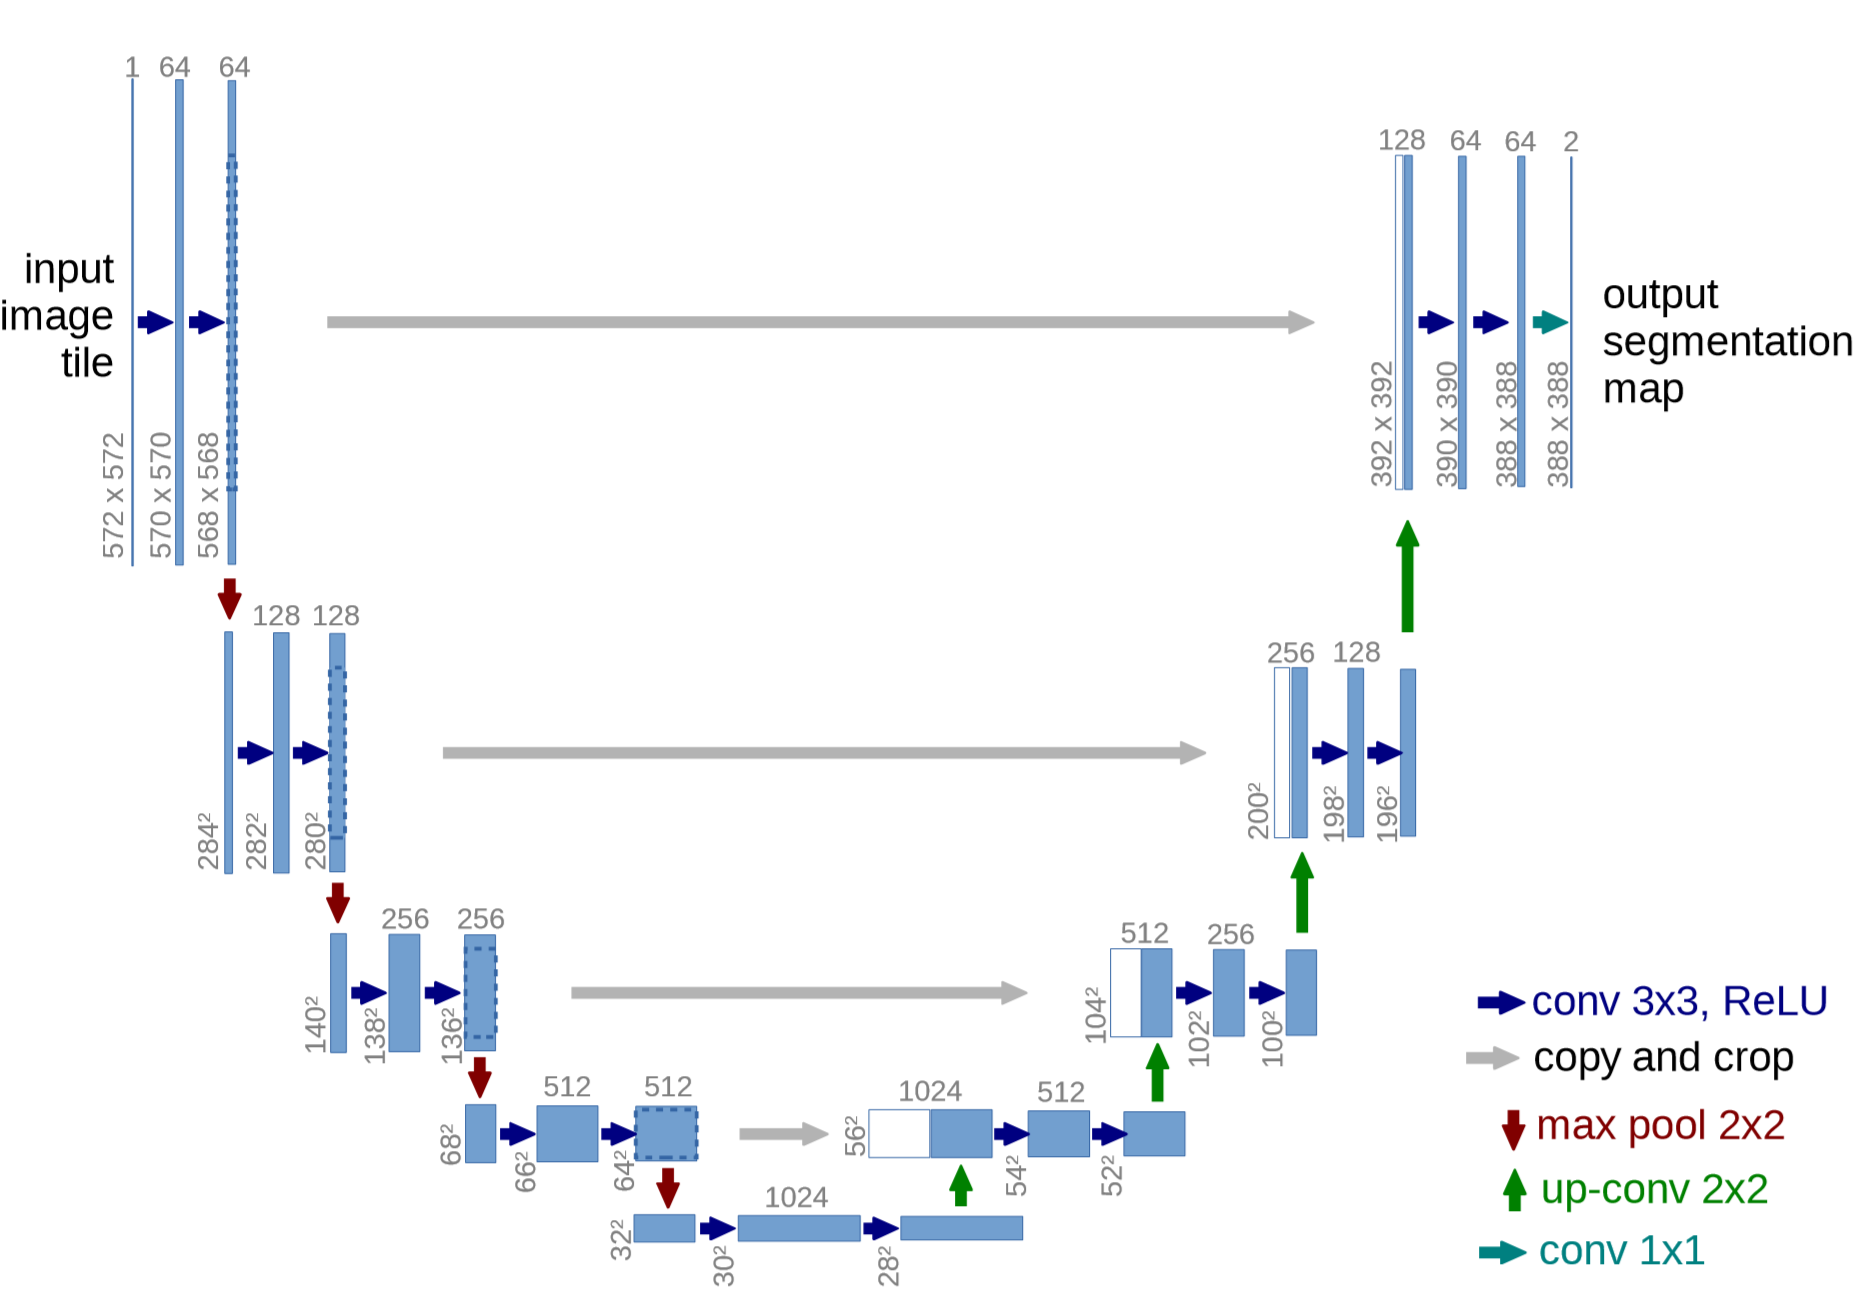 1 64 64
input
image
tile
572 x 572
570 x 570
568 x 568
128 64 64 2
output
segmentation
map
392 x 392
390 x 390
388 x 388
388 x 388
128 128
284²
282²
280²
256 128
200²
198²
196²
256 256
140²
138²
136²
512 256
104²
102²
100²
512 512
68²
66²
64²
1024 512
56²
54²
52²
1024
32²
30²
28²
conv 3x3, ReLU
copy and crop
max pool 2x2
up-conv 2x2
conv 1x1